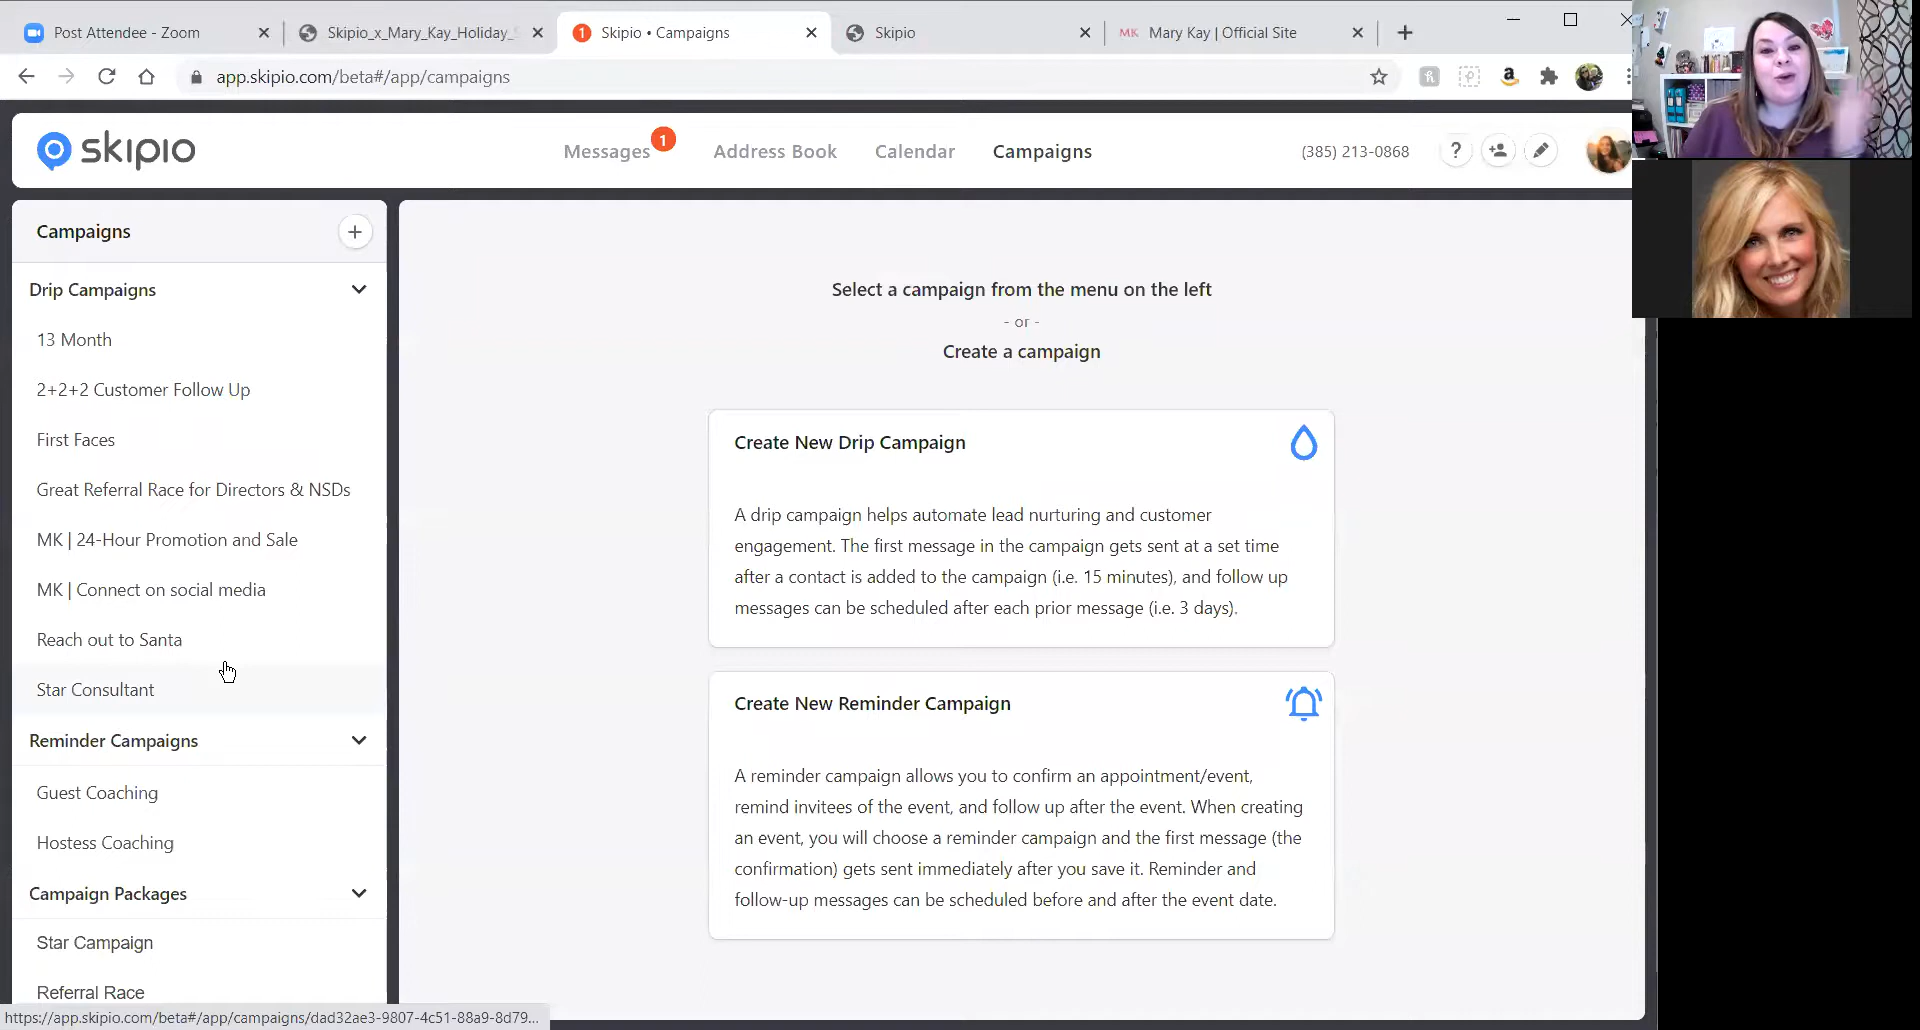 Post Attendee - Zoom
Skipio_x_Mary_Kay_Holiday_S
1
Skipio • Campaigns
Skipio
MK
Mary Kay | Official Site
app.skipio.com/beta#/app/campaigns
skipio
Messages
1
Address Book
Calendar
Campaigns
(385) 213-0868
?
Campaigns
+
Drip Campaigns
13 Month
2+2+2 Customer Follow Up
First Faces
Great Referral Race for Directors & NSDs
MK | 24-Hour Promotion and Sale
MK | Connect on social media
Reach out to Santa
Star Consultant
Reminder Campaigns
Guest Coaching
Hostess Coaching
Campaign Packages
Star Campaign
Referral Race
Select a campaign from the menu on the left
- or -
Create a campaign
Create New Drip Campaign
A drip campaign helps automate lead nurturing and customer
engagement. The first message in the campaign gets sent at a set time
after a contact is added to the campaign (i.e. 15 minutes), and follow up
messages can be scheduled after each prior message (i.e. 3 days).
Create New Reminder Campaign
A reminder campaign allows you to confirm an appointment/event,
remind invitees of the event, and follow up after the event. When creating
an event, you will choose a reminder campaign and the first message (the
confirmation) gets sent immediately after you save it. Reminder and
follow-up messages can be scheduled before and after the event date.
https://app.skipio.com/beta#/app/campaigns/dad32ae3-9807-4c51-88a9-8d79...